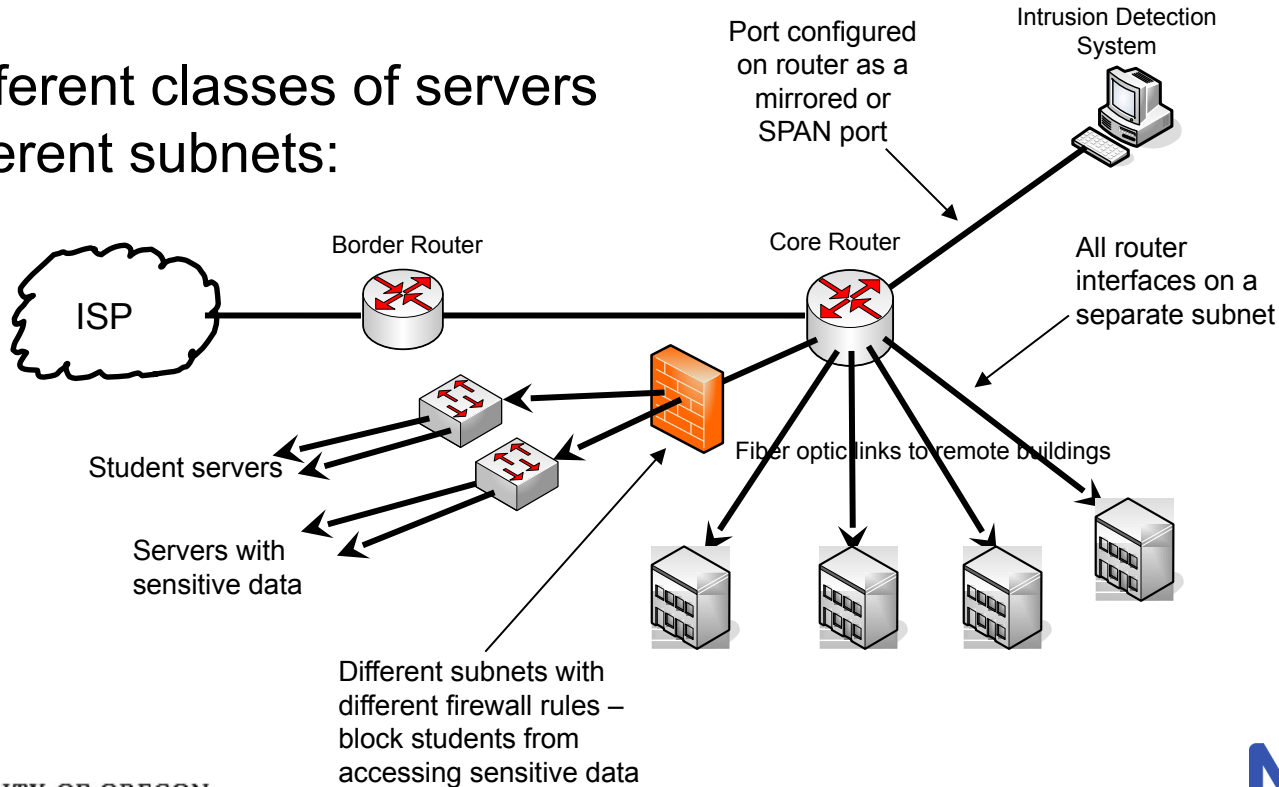 fferent classes of servers
ferent subnets:
Port configured
on router as a
mirrored or
SPAN port
Intrusion Detection
System
Border Router
Core Router
All router
interfaces on a
separate subnet
ISP
Student servers
Fiber optic links to remote buildings
Servers with
sensitive data
Different subnets with
different firewall rules –
block students from
accessing sensitive data